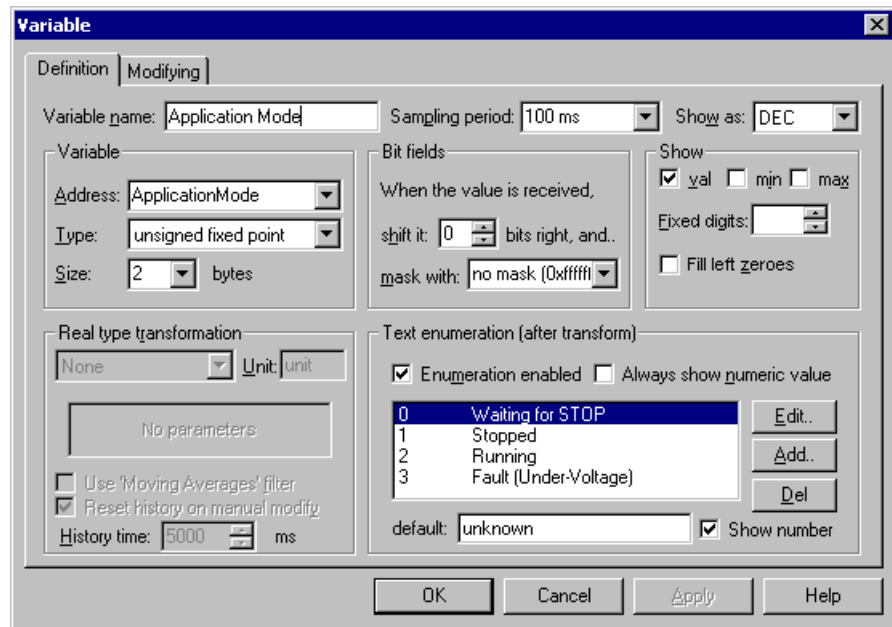 Variable
Definition Modifying
Variable name: Application Mode Sampling period: 100 ms Show as: DEC
Variable
Address: ApplicationMode
Type: unsigned fixed point
Size: 2 bytes
Bit fields
When the value is received,
shift it: 0 bits right, and..
mask with: no mask (0xffffff
Show
val min max
Fixed digits:
Fill left zeroes
Real type transformation
None Unit: unit
No parameters
Use 'Moving Averages' filter
Reset history on manual modify
History time: 5000 ms
Text enumeration (after transform)
Enumeration enabled Always show numeric value
0 Waiting for STOP
1 Stopped
2 Running
3 Fault (Under-Voltage)
Edit..
Add..
Del
default: unknown Show number
OK Cancel Apply Help